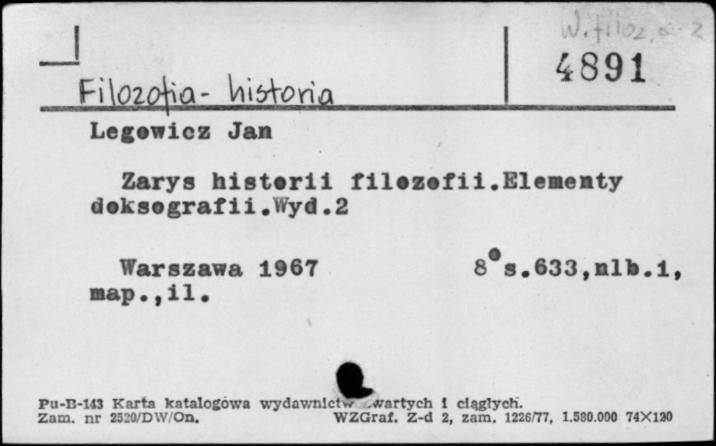 W. filoz.
4891
Filozofia - historia
Legowicz Jan
Zarys historii filozofii.Elementy
doksografii.Wyd.2
Warszawa 1967 8° s.633,nlb.1,
map.,il.
Pu-B-143 Karta katalogowa wydawnictw zwartych i ciągłych.
Zam. nr 2520/DW/On. WZGraf. Z-d 2, zam. 1226/77, 1.580.000 74X120